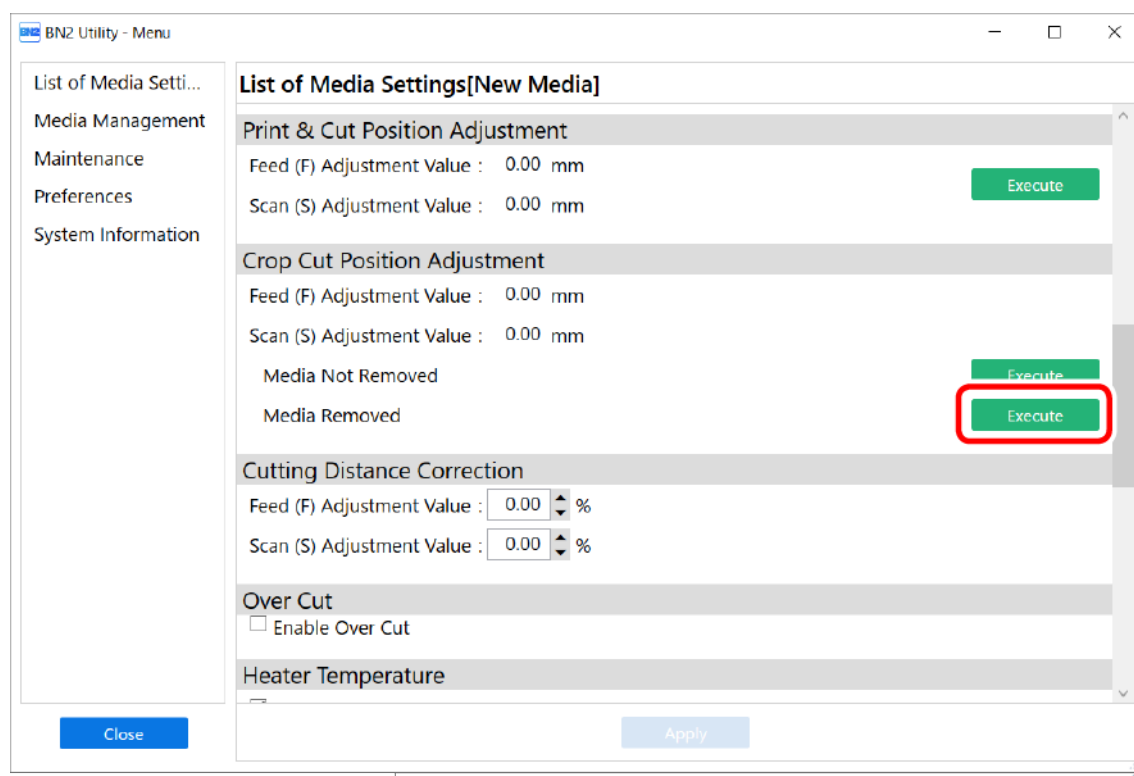 BN2 BN2 Utility - Menu
List of Media Setti...
Media Management
Maintenance
Preferences
System Information
Close
List of Media Settings[New Media]
Print & Cut Position Adjustment
Feed (F) Adjustment Value : 0.00 mm
Scan (S) Adjustment Value : 0.00 mm
Execute
Crop Cut Position Adjustment
Feed (F) Adjustment Value : 0.00 mm
Scan (S) Adjustment Value : 0.00 mm
Media Not Removed Execute
Media Removed Execute
Cutting Distance Correction
Feed (F) Adjustment Value : 0.00 %
Scan (S) Adjustment Value : 0.00 %
Over Cut
Enable Over Cut
Heater Temperature
Apply